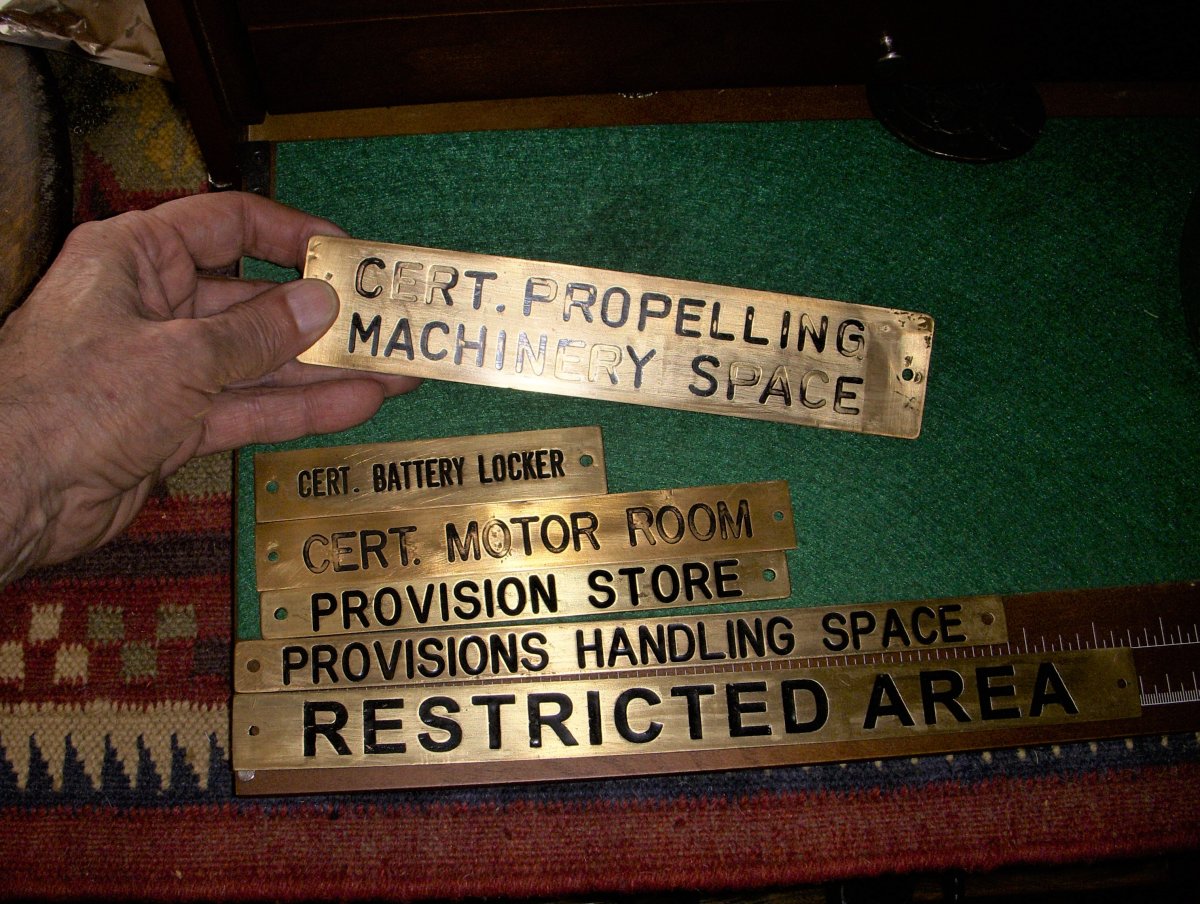 CERT. PROPELLING
MACHINERY SPACE
CERT. BATTERY LOCKER
CERT. MOTOR ROOM
PROVISION STORE
PROVISIONS HANDLING SPACE
RESTRICTED AREA